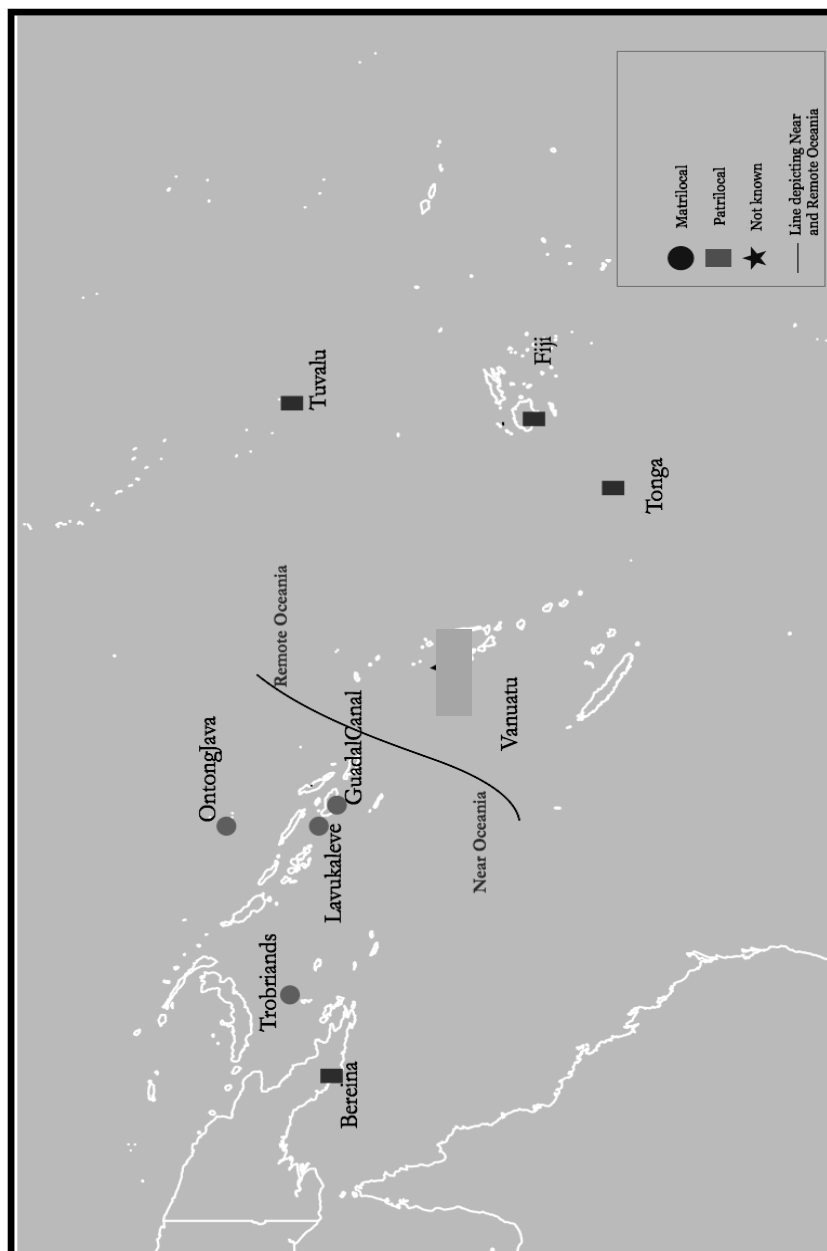 Matrilocal
Patrilocal
Not known
Line depicting Near
and Remote Oceania
OntongJava
Remote Oceania
Tuvalu
Trobriands
Lavukaleve
GuadalCanal
Bereina
Near Oceania
Vanuatu
Fiji
Tonga